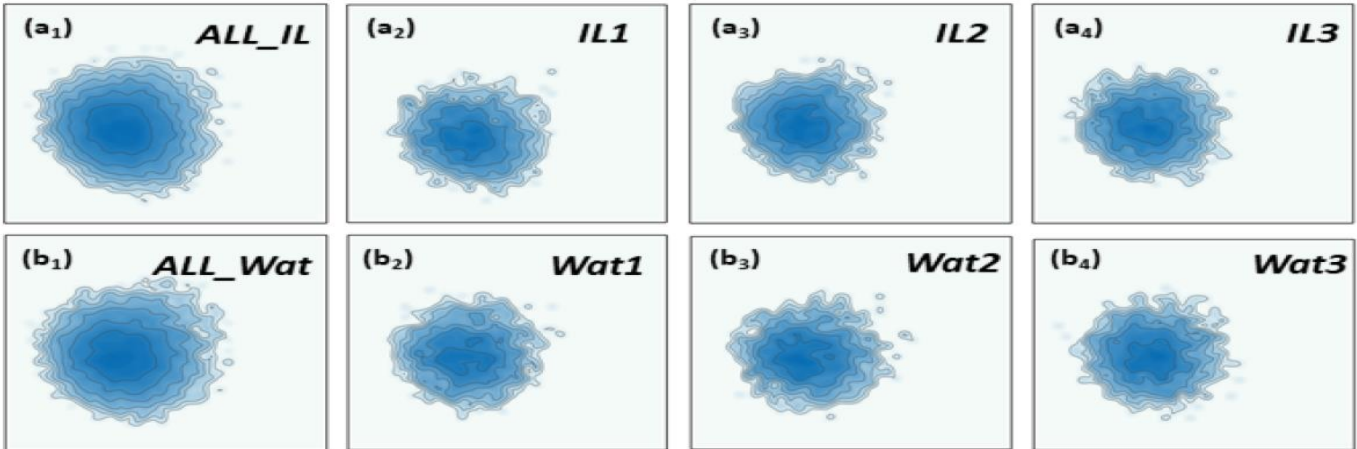 (a₁) ALL_IL
(a₂) IL1
(a₃) IL2
(a₄) IL3
(b₁) ALL_Wat
(b₂) Wat1
(b₃) Wat2
(b₄) Wat3